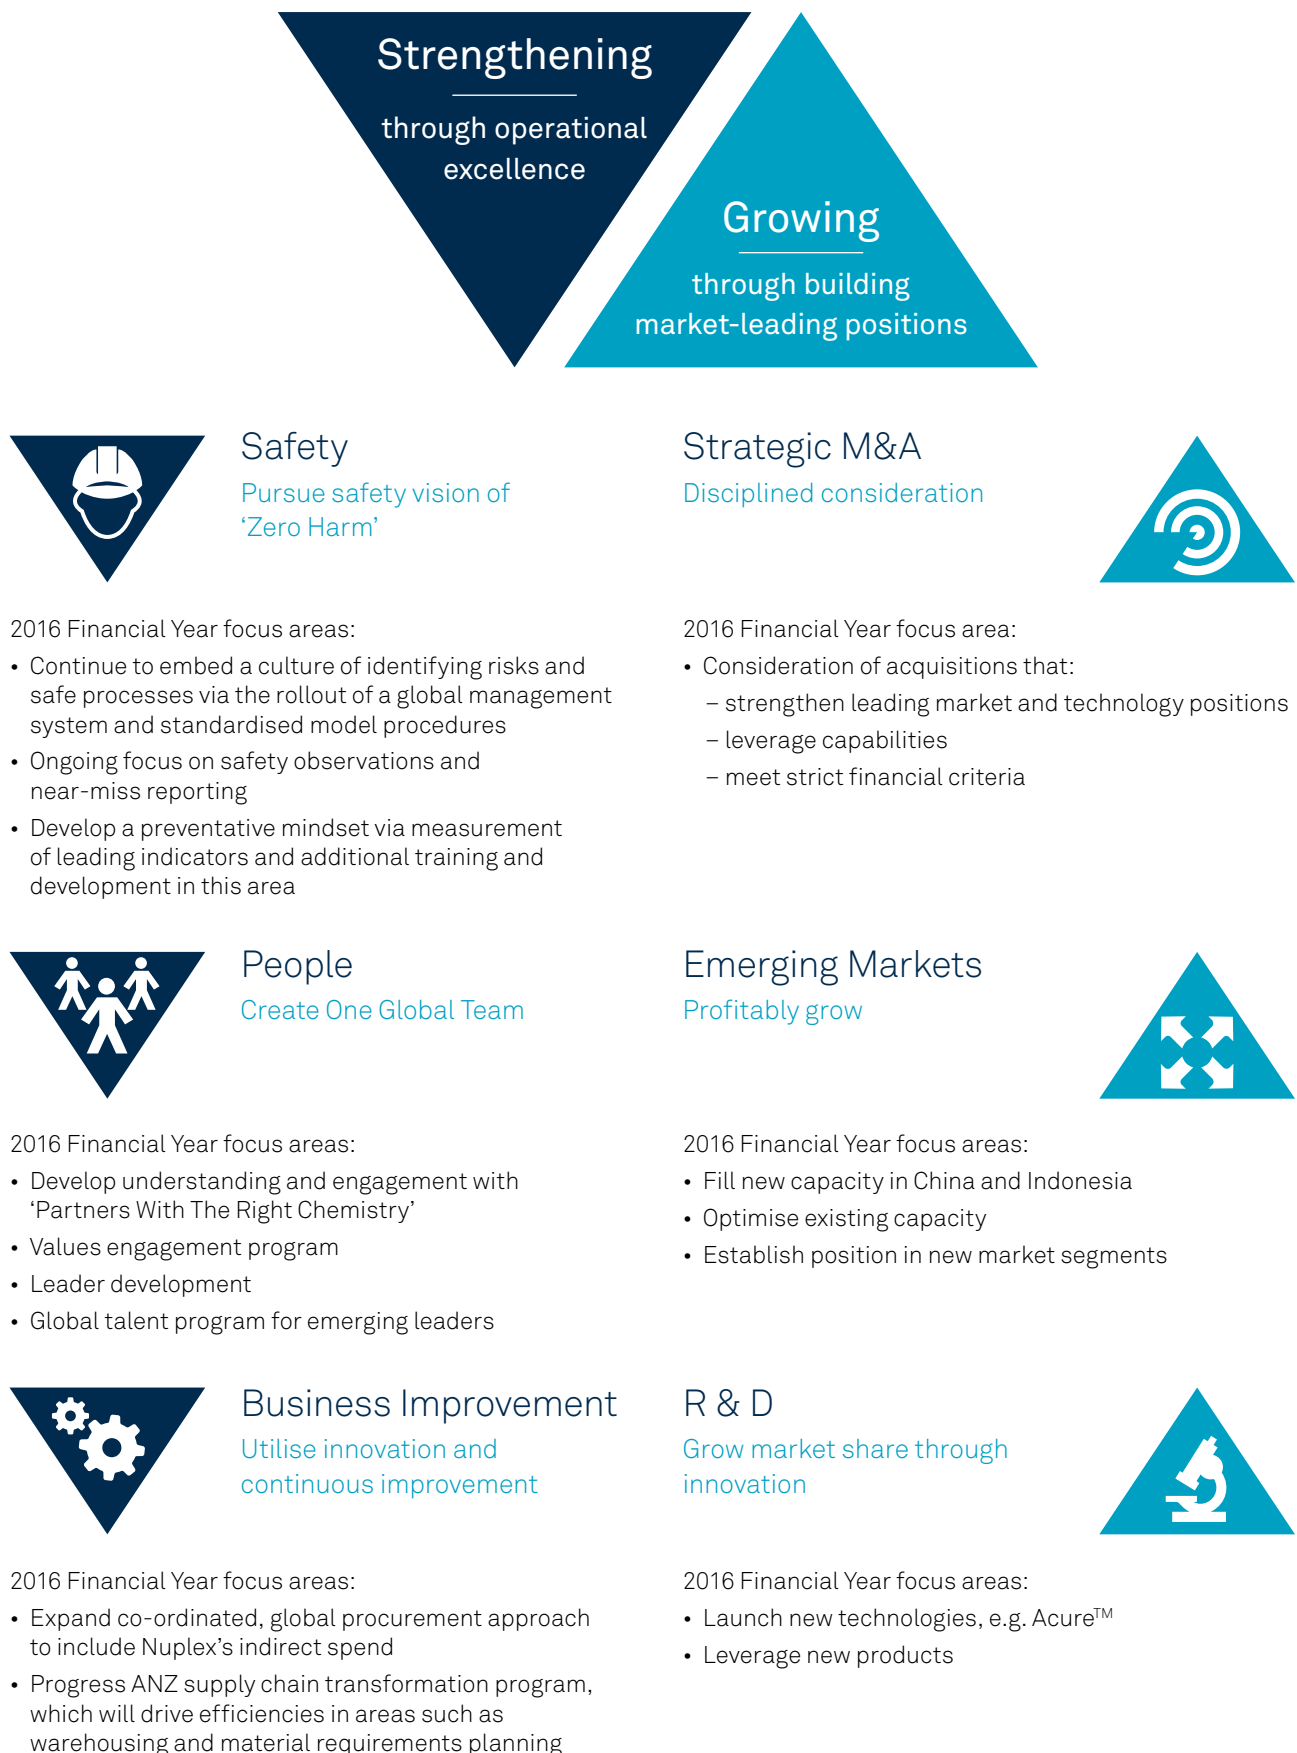 Strengthening
through operational
excellence
Growing
through building
market-leading positions
Safety
Pursue safety vision of
‘Zero Harm’
2016 Financial Year focus areas:
• Continue to embed a culture of identifying risks and
safe processes via the rollout of a global management
system and standardised model procedures
• Ongoing focus on safety observations and
near-miss reporting
• Develop a preventative mindset via measurement
of leading indicators and additional training and
development in this area
Strategic M&A
Disciplined consideration
2016 Financial Year focus area:
• Consideration of acquisitions that:
– strengthen leading market and technology positions
– leverage capabilities
– meet strict financial criteria
People
Create One Global Team
2016 Financial Year focus areas:
• Develop understanding and engagement with
‘Partners With The Right Chemistry’
• Values engagement program
• Leader development
• Global talent program for emerging leaders
Emerging Markets
Profitably grow
2016 Financial Year focus areas:
• Fill new capacity in China and Indonesia
• Optimise existing capacity
• Establish position in new market segments
Business Improvement
Utilise innovation and
continuous improvement
2016 Financial Year focus areas:
• Expand co-ordinated, global procurement approach
to include Nuplex’s indirect spend
• Progress ANZ supply chain transformation program,
which will drive efficiencies in areas such as
warehousing and material requirements planning
R & D
Grow market share through
innovation
2016 Financial Year focus areas:
• Launch new technologies, e.g. Acure™
• Leverage new products